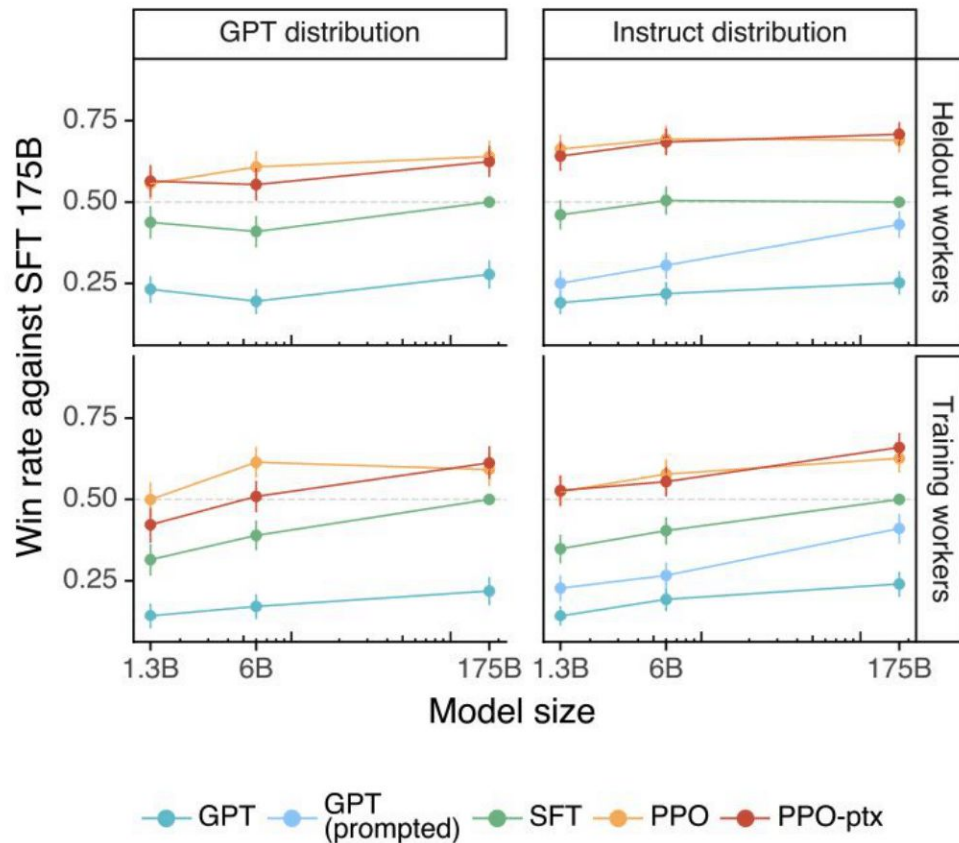 GPT distribution
Instruct distribution
Win rate against SFT 175B
0.75
0.50
0.25
Heldout workers
0.75
0.50
0.25
Training workers
1.3B 6B 175B
1.3B 6B 175B
Model size
GPT
GPT
(prompted)
SFT
PPO
PPO-ptx